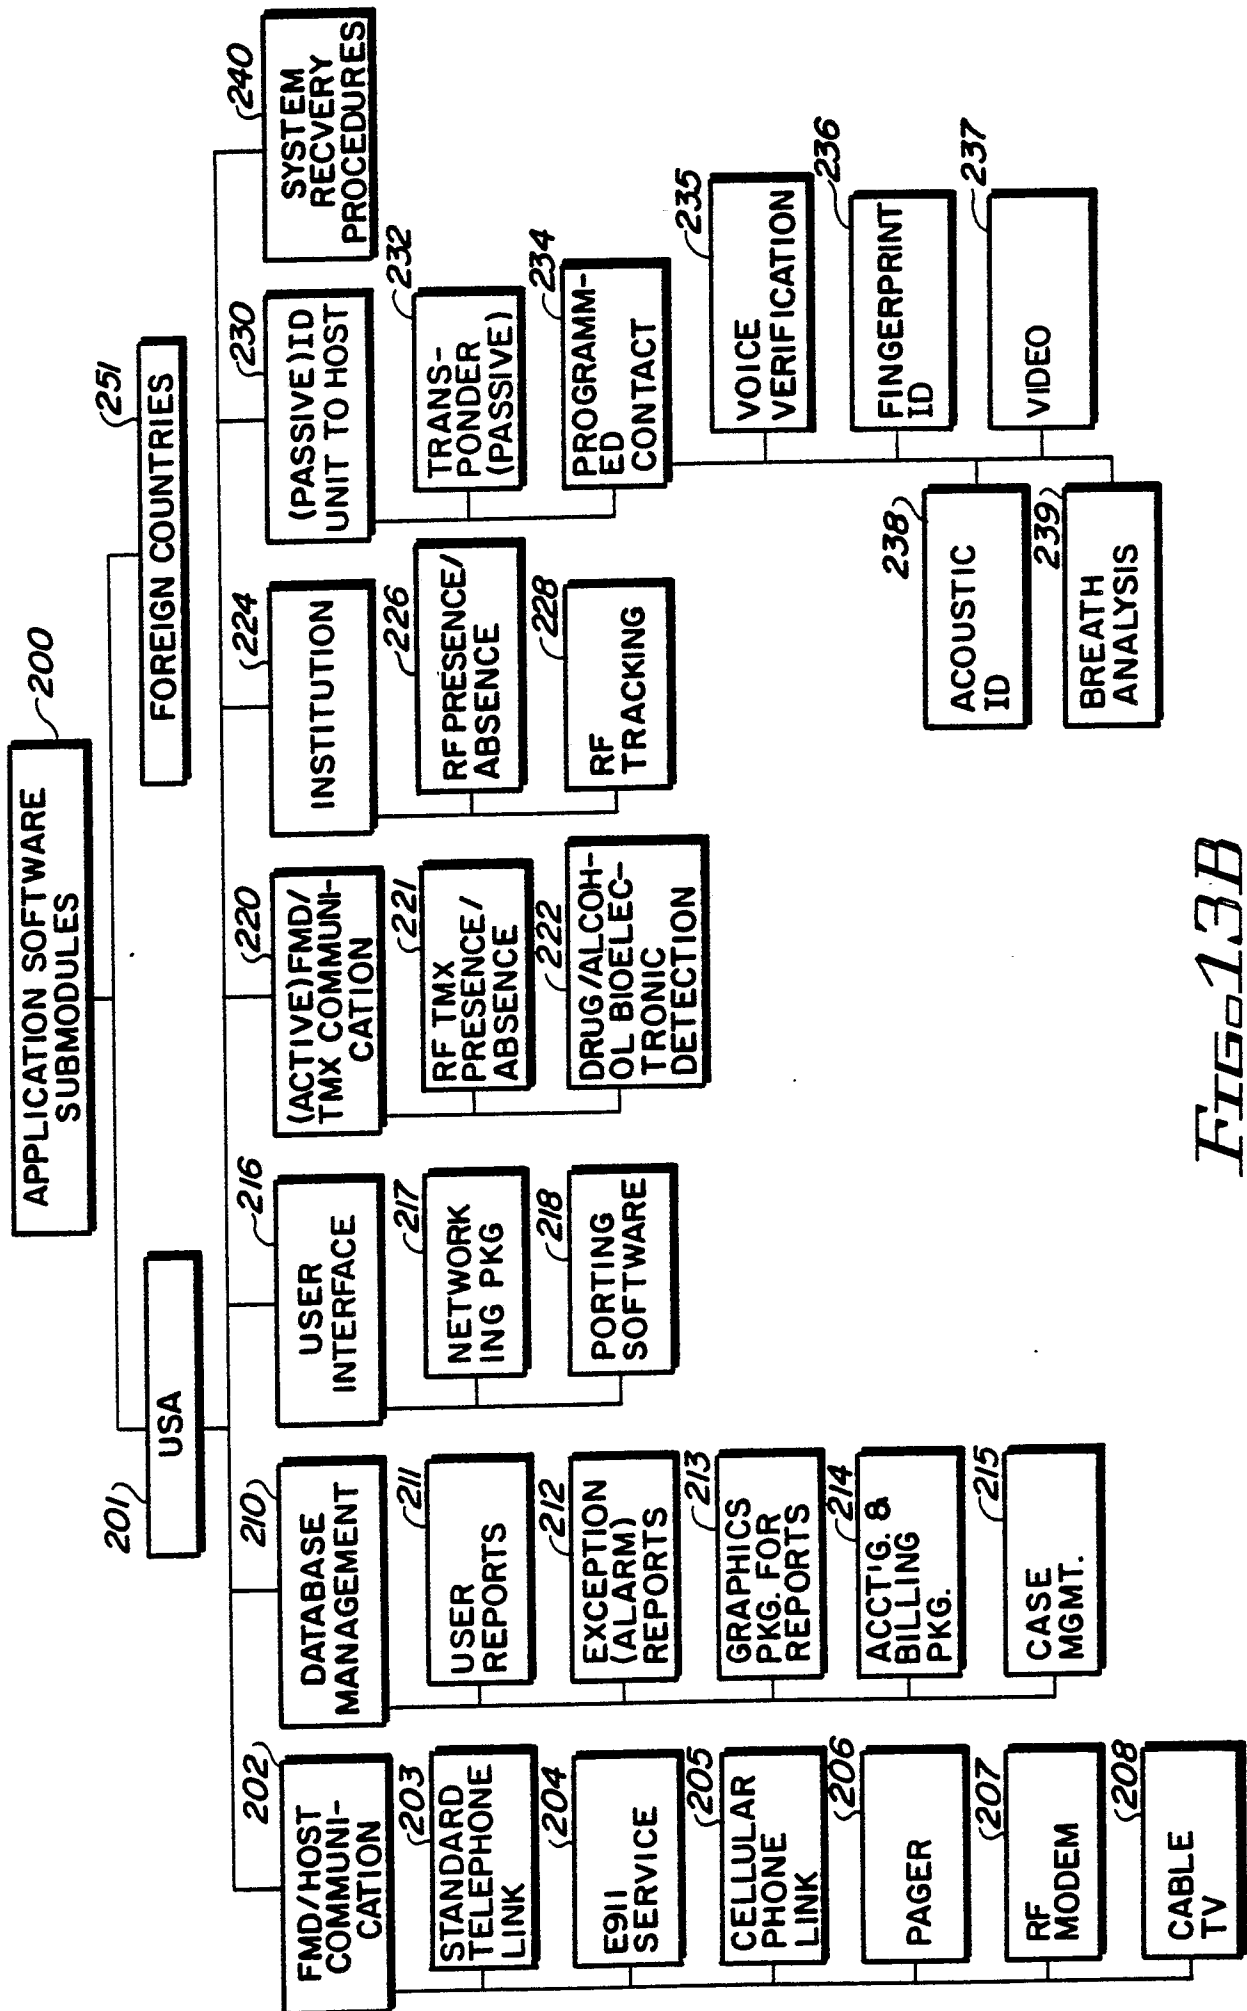 APPLICATION SOFTWARE
SUBMODULES
200
USA
201
FOREIGN COUNTRIES
251
FMD/HOST
COMMUNI-
CATION
202
STANDARD
TELEPHONE
LINK
203
E911
SERVICE
204
CELLULAR
PHONE
LINK
205
PAGER
206
RF
MODEM
207
CABLE
TV
208
DATABASE
MANAGEMENT
210
USER
REPORTS
211
EXCEPTION
(ALARM)
REPORTS
212
GRAPHICS
PKG. FOR
REPORTS
213
ACCT'G. &
BILLING
PKG.
214
CASE
MGMT.
215
USER
INTERFACE
216
NETWORK
ING PKG
217
PORTING
SOFTWARE
218
(ACTIVE)FMD/
TMX COMMUNI-
CATION
220
RF TMX
PRESENCE/
ABSENCE
221
DRUG/ALCOH-
OL BIOELEC-
TRONIC
DETECTION
222
INSTITUTION
224
RF PRESENCE/
ABSENCE
226
RF
TRACKING
228
(PASSIVE)ID
UNIT TO HOST
230
TRANS-
PONDER
(PASSIVE)
232
PROGRAMM-
ED
CONTACT
234
VOICE
VERIFICATION
235
FINGERPRINT
ID
236
VIDEO
237
ACOUSTIC
ID
238
BREATH
ANALYSIS
239
SYSTEM
RECVERY
PROCEDURES
240
FIG-13B